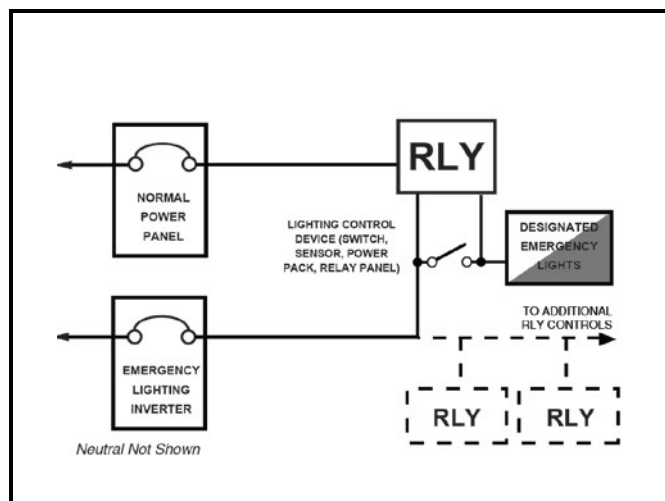 RLY
NORMAL
POWER
PANEL
LIGHTING CONTROL
DEVICE (SWITCH,
SENSOR, POWER
PACK, RELAY PANEL)
DESIGNATED
EMERGENCY
LIGHTS
TO ADDITIONAL
RLY CONTROLS
EMERGENCY
LIGHTING
INVERTER
RLY
RLY
Neutral Not Shown